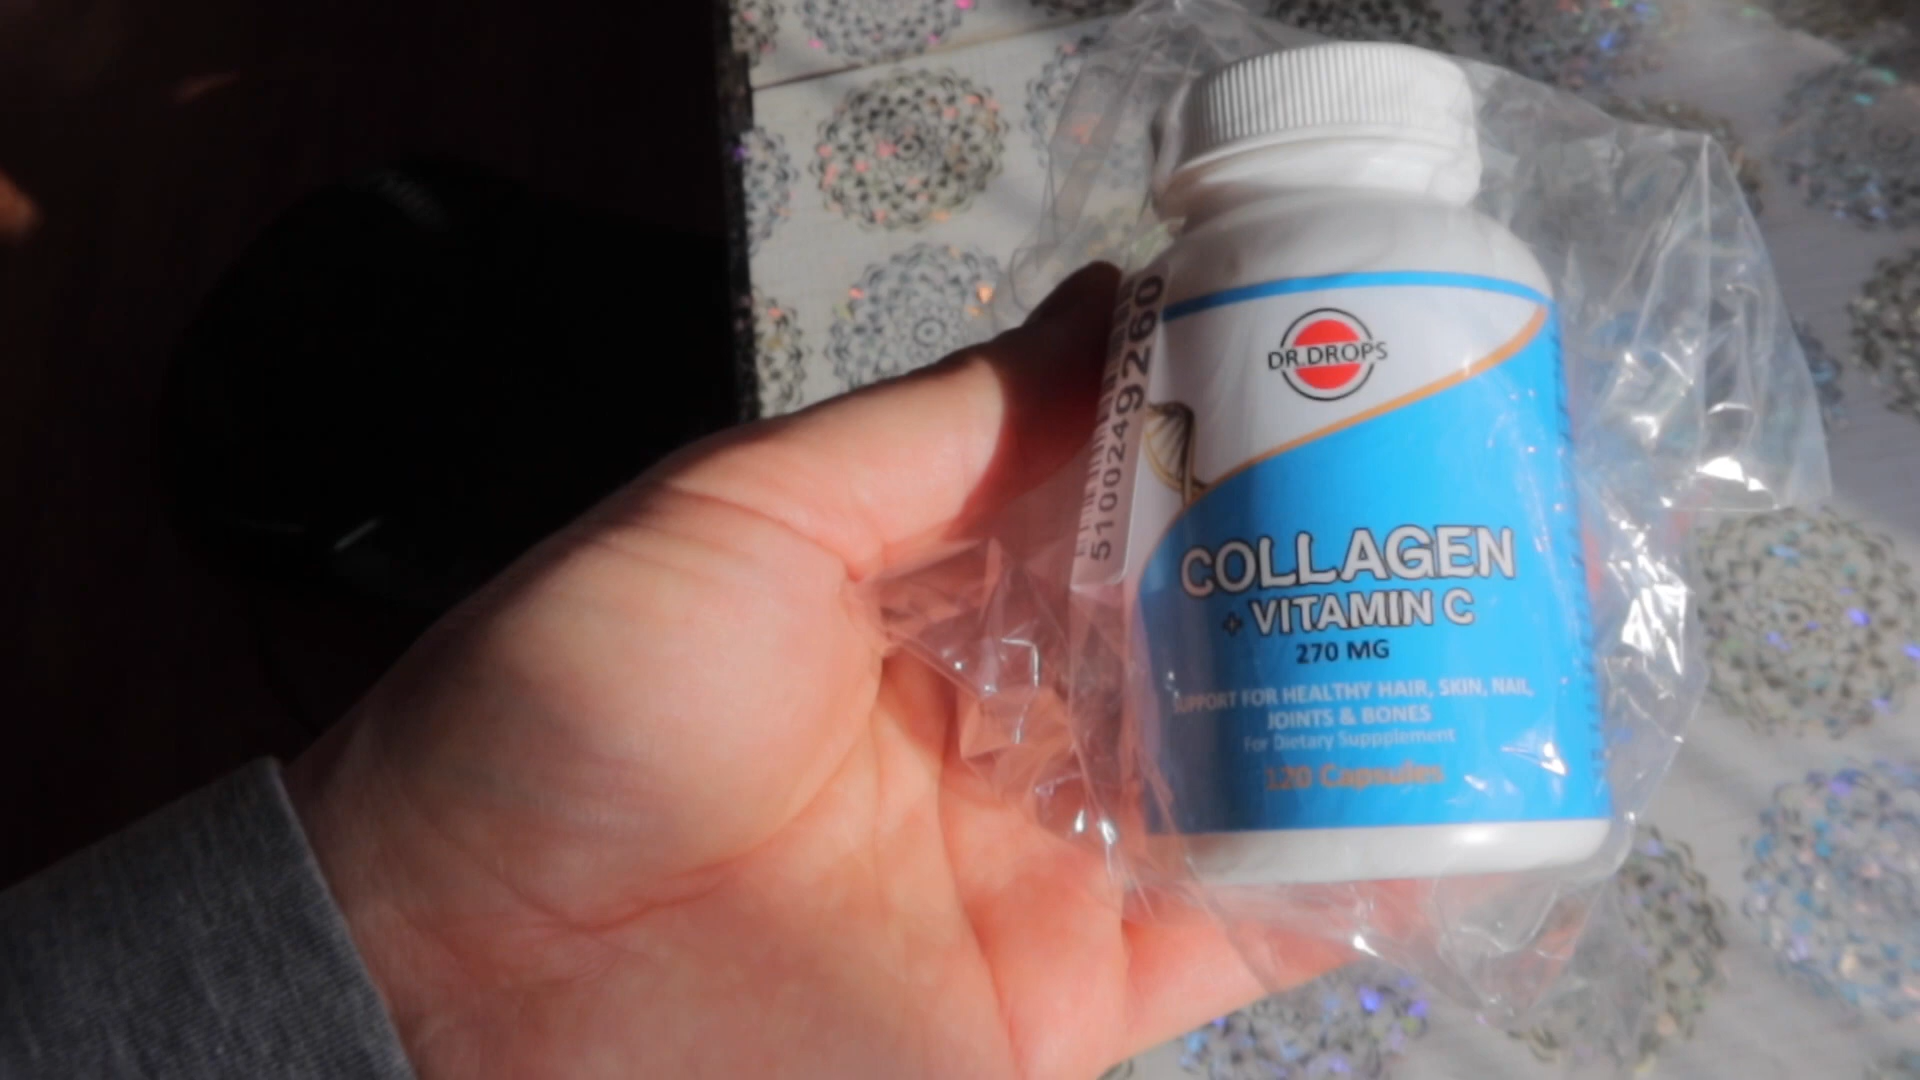 DR.DROPS
COLLAGEN
+ VITAMIN C
270 MG
SUPPORT FOR HEALTHY HAIR, SKIN, NAIL,
JOINTS & BONES
For Dietary Suppplement
120 Capsules
5100249260